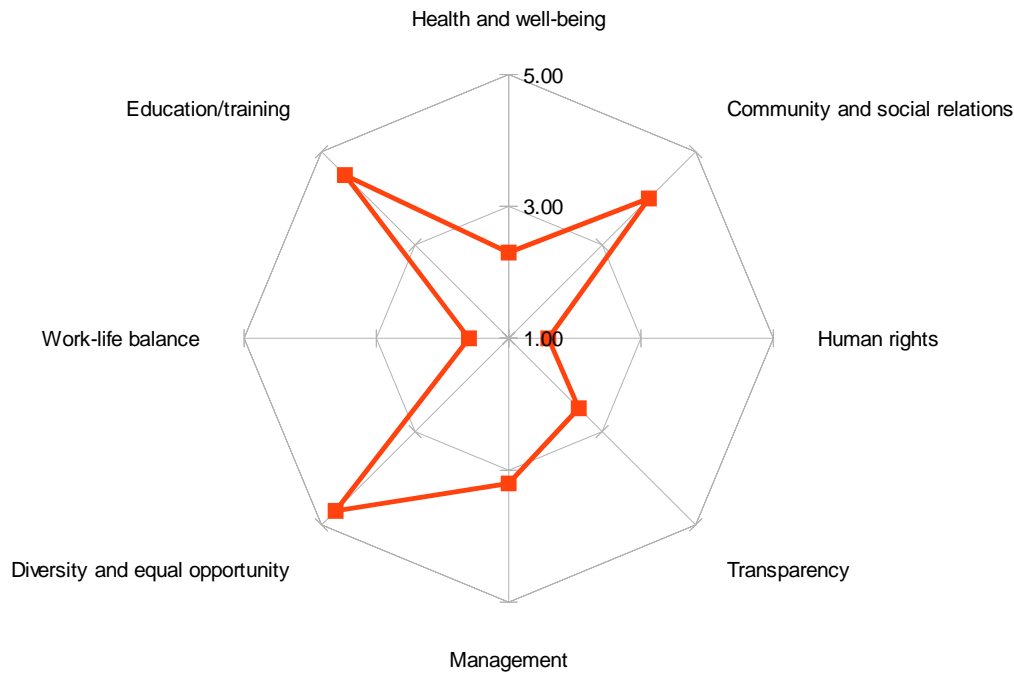 Health and well-being
5.00
Education/training
Community and social relations
3.00
Work-life balance
1.00
Human rights
Diversity and equal opportunity
Transparency
Management